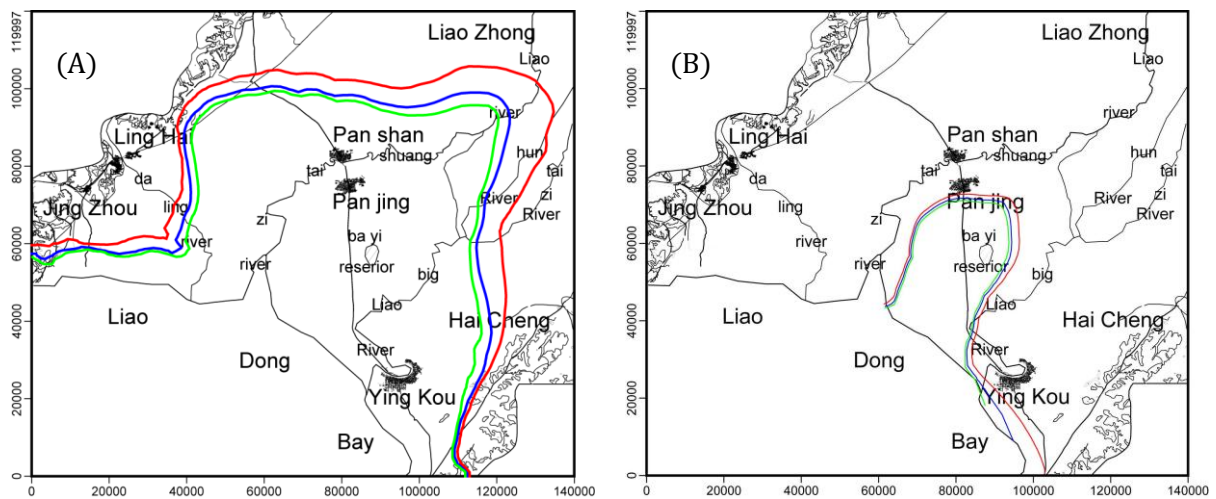 (A)
Liao Zhong
Liao
river
Ling Hai
Pan shan
shuang
hun
da
tai
tai
Jing Zhou
ling
Pan jing
River
zi
zi
River
river
ba yi
river
reserior
big
Liao
Liao
Hai Cheng
Dong
River
Ying Kou
Bay
0
20000
40000
60000
80000
100000
119997
0
20000
40000
60000
80000
100000
120000
140000
(B)
Liao Zhong
Liao
river
Ling Hai
Pan shan
shuang
hun
da
tai
tai
Jing Zhou
ling
Pan jing
River
zi
zi
River
river
ba yi
river
reserior
big
Liao
Liao
Hai Cheng
Dong
River
Ying Kou
Bay
0
20000
40000
60000
80000
100000
119997
0
20000
40000
60000
80000
100000
120000
140000